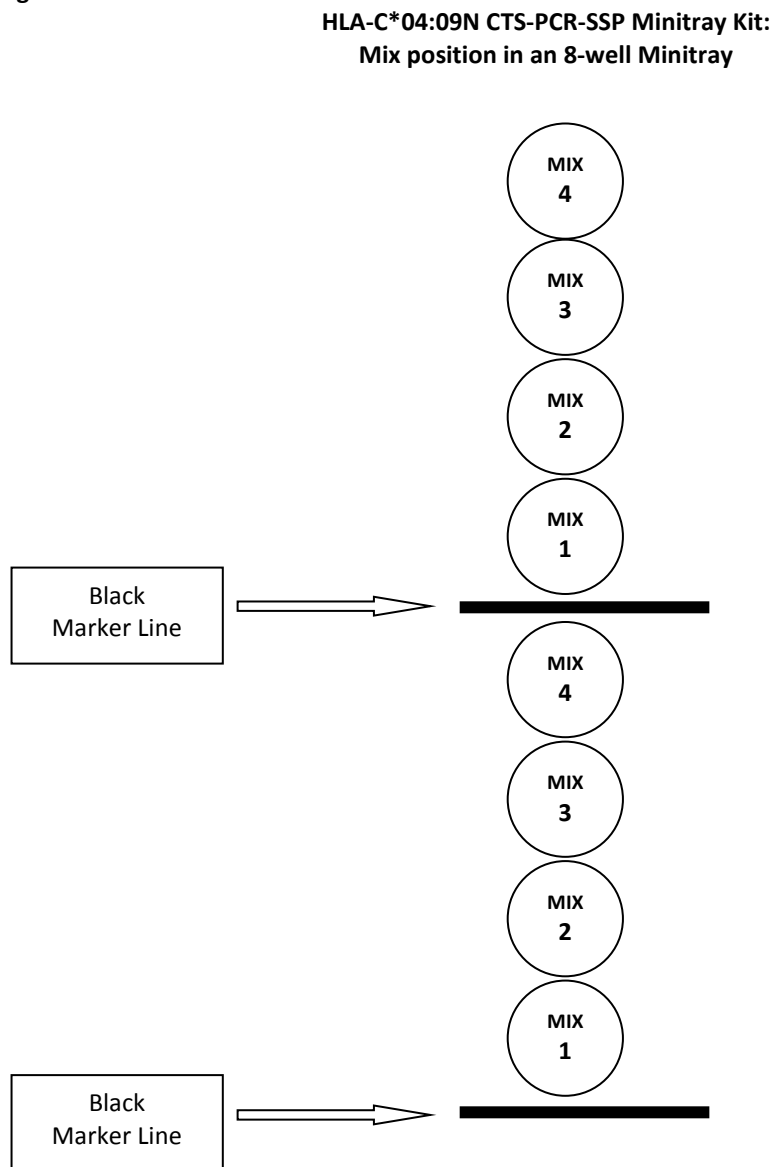 HLA-C*04:09N CTS-PCR-SSP Minitray Kit:
Mix position in an 8-well Minitray
MIX
4
MIX
3
MIX
2
MIX
1
Black
Marker Line
MIX
4
MIX
3
MIX
2
MIX
1
Black
Marker Line